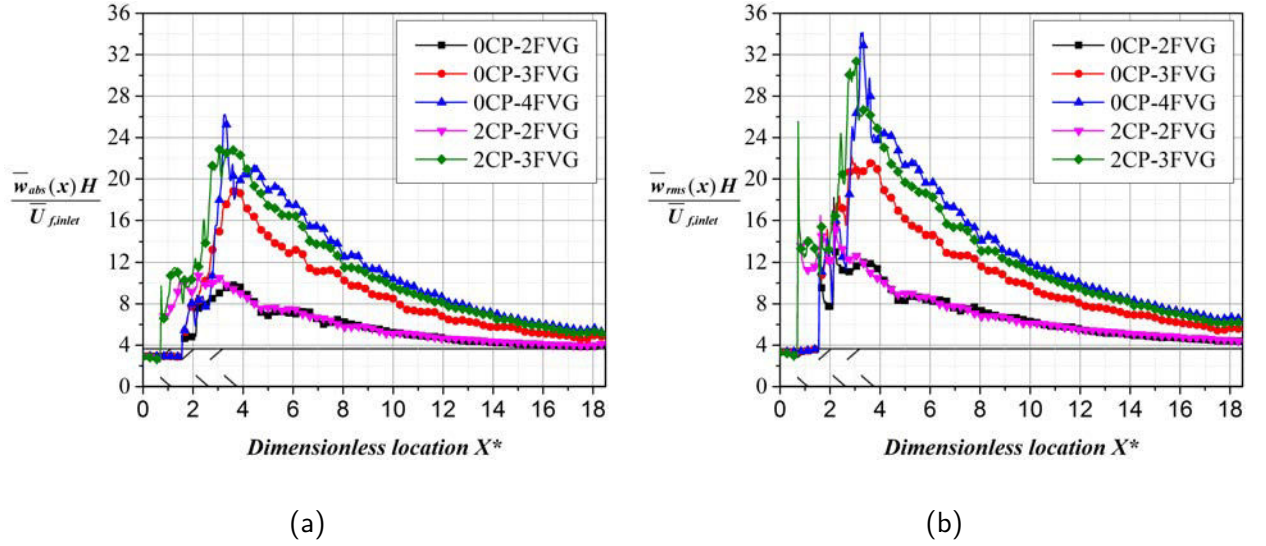 36
32
28
24
20
16
12
8
4
0
w̅abs(x)H
U̅f,inlet
0CP-2FVG
0CP-3FVG
0CP-4FVG
2CP-2FVG
2CP-3FVG
0 2 4 6 8 10 12 14 16 18
Dimensionless location X*
(a)
36
32
28
24
20
16
12
8
4
0
w̅rms(x)H
U̅f,inlet
0CP-2FVG
0CP-3FVG
0CP-4FVG
2CP-2FVG
2CP-3FVG
0 2 4 6 8 10 12 14 16 18
Dimensionless location X*
(b)